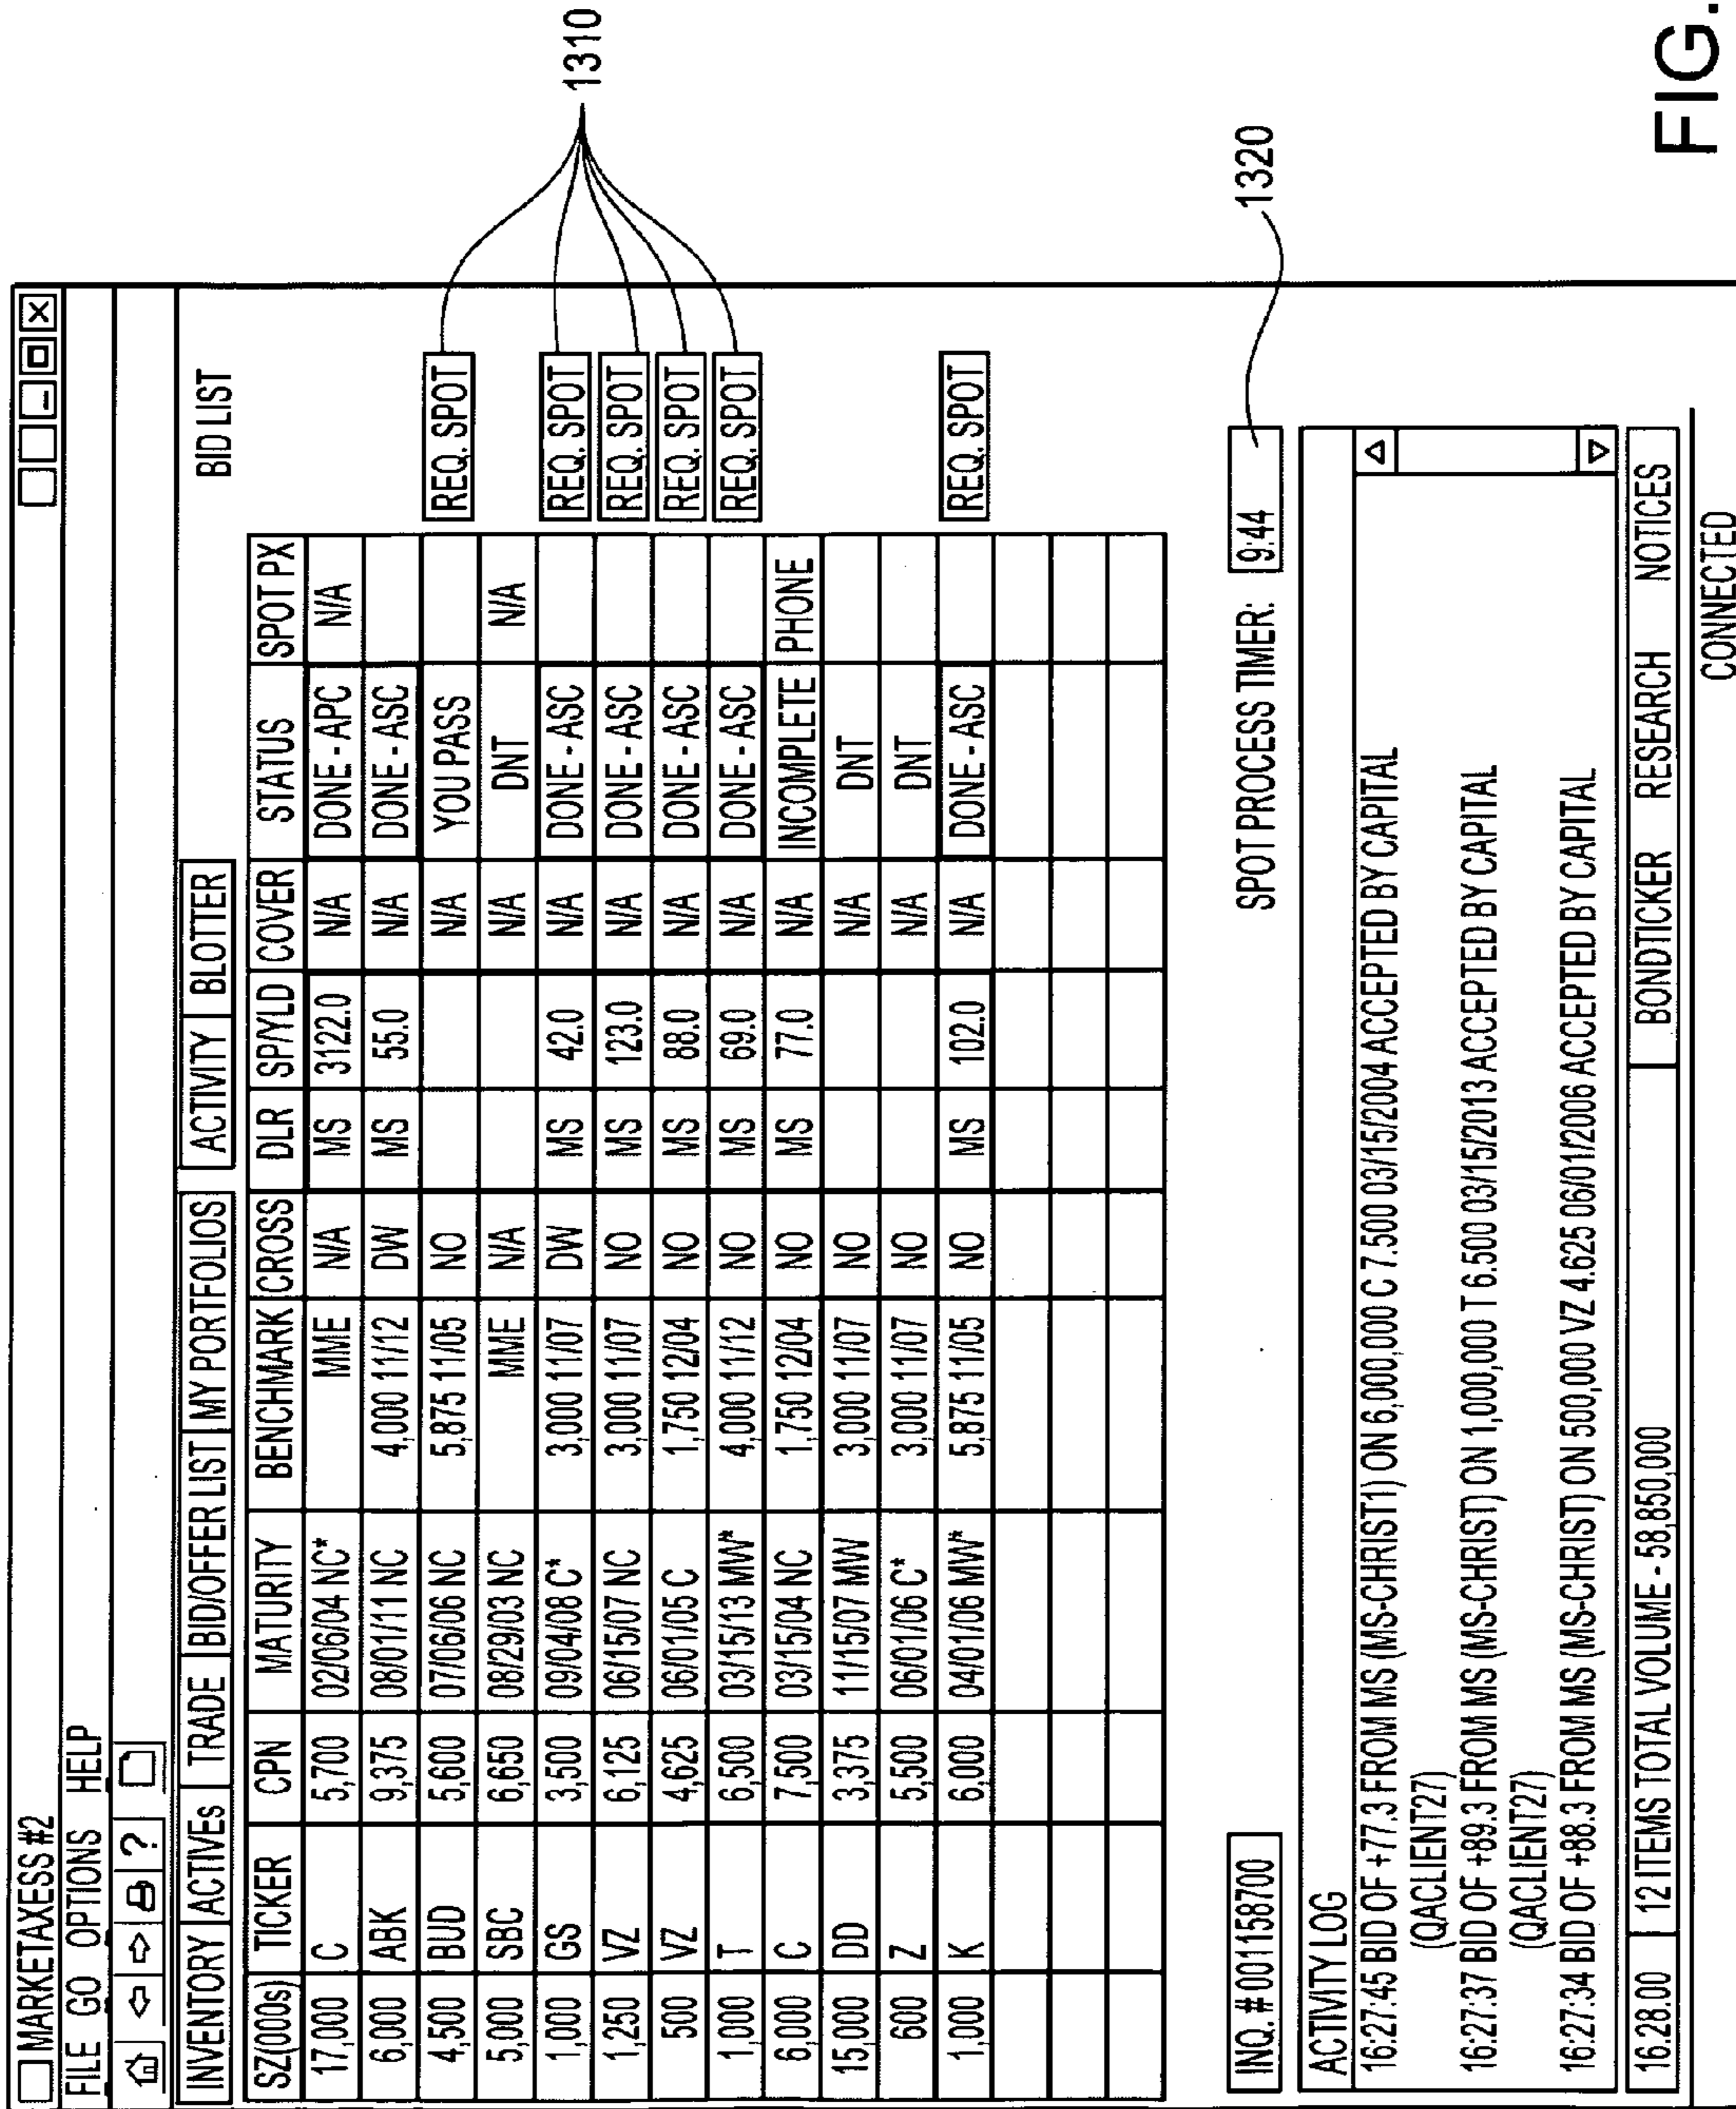 MARKETAXESS #2
FILE GO OPTIONS HELP
?
INVENTORY ACTIVEs TRADE BID/OFFER LIST MY PORTFOLIOS ACTIVITY BLOTTER
BID LIST
SZ(000s) TICKER CPN MATURITY BENCHMARK CROSS DLR SP/YLD COVER STATUS SPOT PX
17,000 C 5,700 02/06/04 NC* MME N/A MS 3122.0 N/A DONE - APC N/A
6,000 ABK 9,375 08/01/11 NC 4,000 11/12 DW MS 55.0 N/A DONE - ASC
4,500 BUD 5,600 07/06/06 NC 5,875 11/05 NO N/A YOU PASS REQ. SPOT
5,000 SBC 6,650 08/29/03 NC MME N/A N/A DNT N/A
1,000 GS 3,500 09/04/08 C* 3,000 11/07 DW MS 42.0 N/A DONE - ASC REQ. SPOT
1,250 VZ 6,125 06/15/07 NC 3,000 11/07 NO MS 123.0 N/A DONE - ASC REQ. SPOT
500 VZ 4,625 06/01/05 C 1,750 12/04 NO MS 88.0 N/A DONE - ASC REQ. SPOT
1,000 T 6,500 03/15/13 MW* 4,000 11/12 NO MS 69.0 N/A DONE - ASC REQ. SPOT
6,000 C 7,500 03/15/04 NC 1,750 12/04 NO MS 77.0 N/A INCOMPLETE PHONE
15,000 DD 3,375 11/15/07 MW 3,000 11/07 NO N/A DNT
600 Z 5,500 06/01/06 C* 3,000 11/07 NO N/A DNT
1,000 K 6,000 04/01/06 MW* 5,875 11/05 NO MS 102.0 N/A DONE - ASC REQ. SPOT
1310
INQ. # 001158700 SPOT PROCESS TIMER: 9:44
1320
ACTIVITY LOG
16:27:45 BID OF +77.3 FROM MS (MS-CHRIST1) ON 6,000,000 C 7.500 03/15/2004 ACCEPTED BY CAPITAL
(QACLIENT27)
16:27:37 BID OF +89.3 FROM MS (MS-CHRIST) ON 1,000,000 T 6.500 03/15/2013 ACCEPTED BY CAPITAL
(QACLIENT27)
16:27:34 BID OF +88.3 FROM MS (MS-CHRIST) ON 500,000 VZ 4.625 06/01/2006 ACCEPTED BY CAPITAL
16.28.00 12 ITEMS TOTAL VOLUME - 58,850,000 BONDTICKER RESEARCH NOTICES
CONNECTED
FIG.